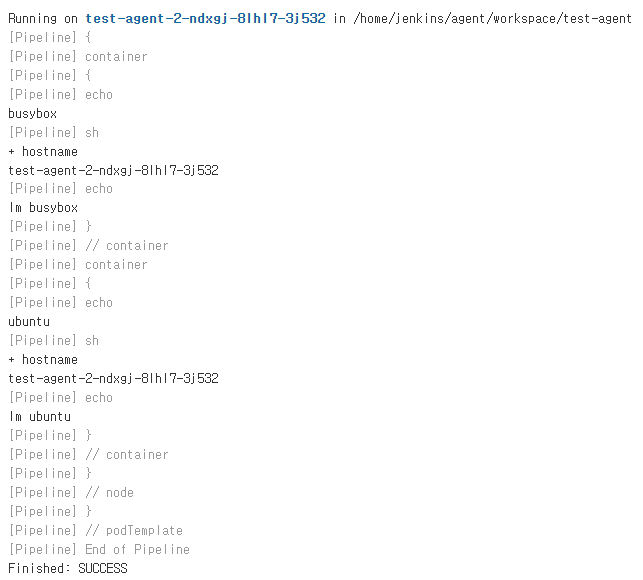 Running on test-agent-2-ndxgj-8lhl7-3j532 in /home/jenkins/agent/workspace/test-agent
[Pipeline] {
[Pipeline] container
[Pipeline] {
[Pipeline] echo
busybox
[Pipeline] sh
+ hostname
test-agent-2-ndxgj-8lhl7-3j532
[Pipeline] echo
Im busybox
[Pipeline] }
[Pipeline] // container
[Pipeline] container
[Pipeline] {
[Pipeline] echo
ubuntu
[Pipeline] sh
+ hostname
test-agent-2-ndxgj-8lhl7-3j532
[Pipeline] echo
Im ubuntu
[Pipeline] }
[Pipeline] // container
[Pipeline] }
[Pipeline] // node
[Pipeline] }
[Pipeline] // podTemplate
[Pipeline] End of Pipeline
Finished: SUCCESS